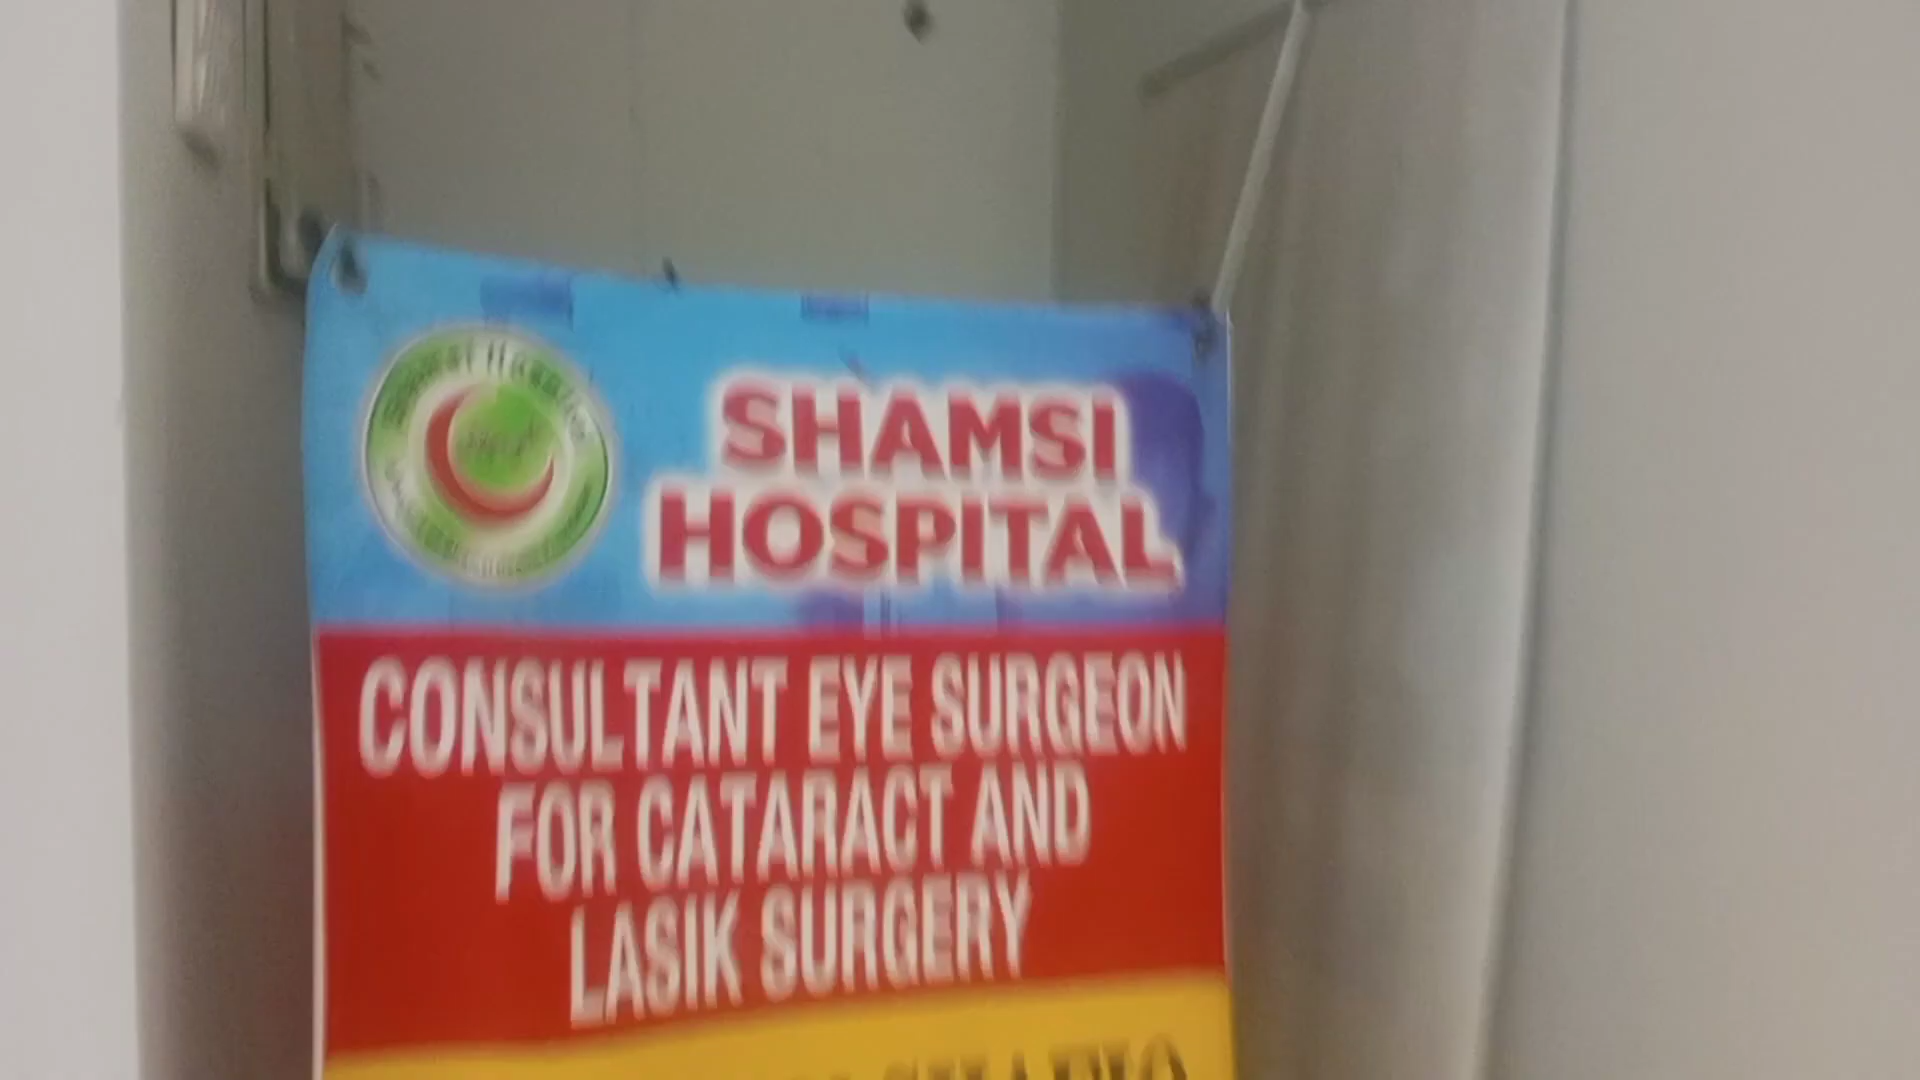 SHAMSI
HOSPITAL
CONSULTANT EYE SURGEON
FOR CATARACT AND
LASIK SURGERY